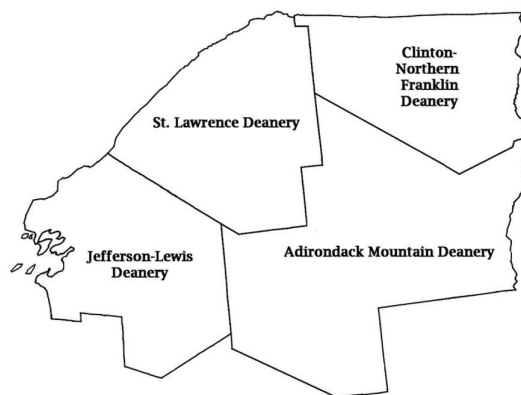 Clinton-
Northern
Franklin
Deanery
St. Lawrence Deanery
Jefferson-Lewis
Deanery
Adirondack Mountain Deanery